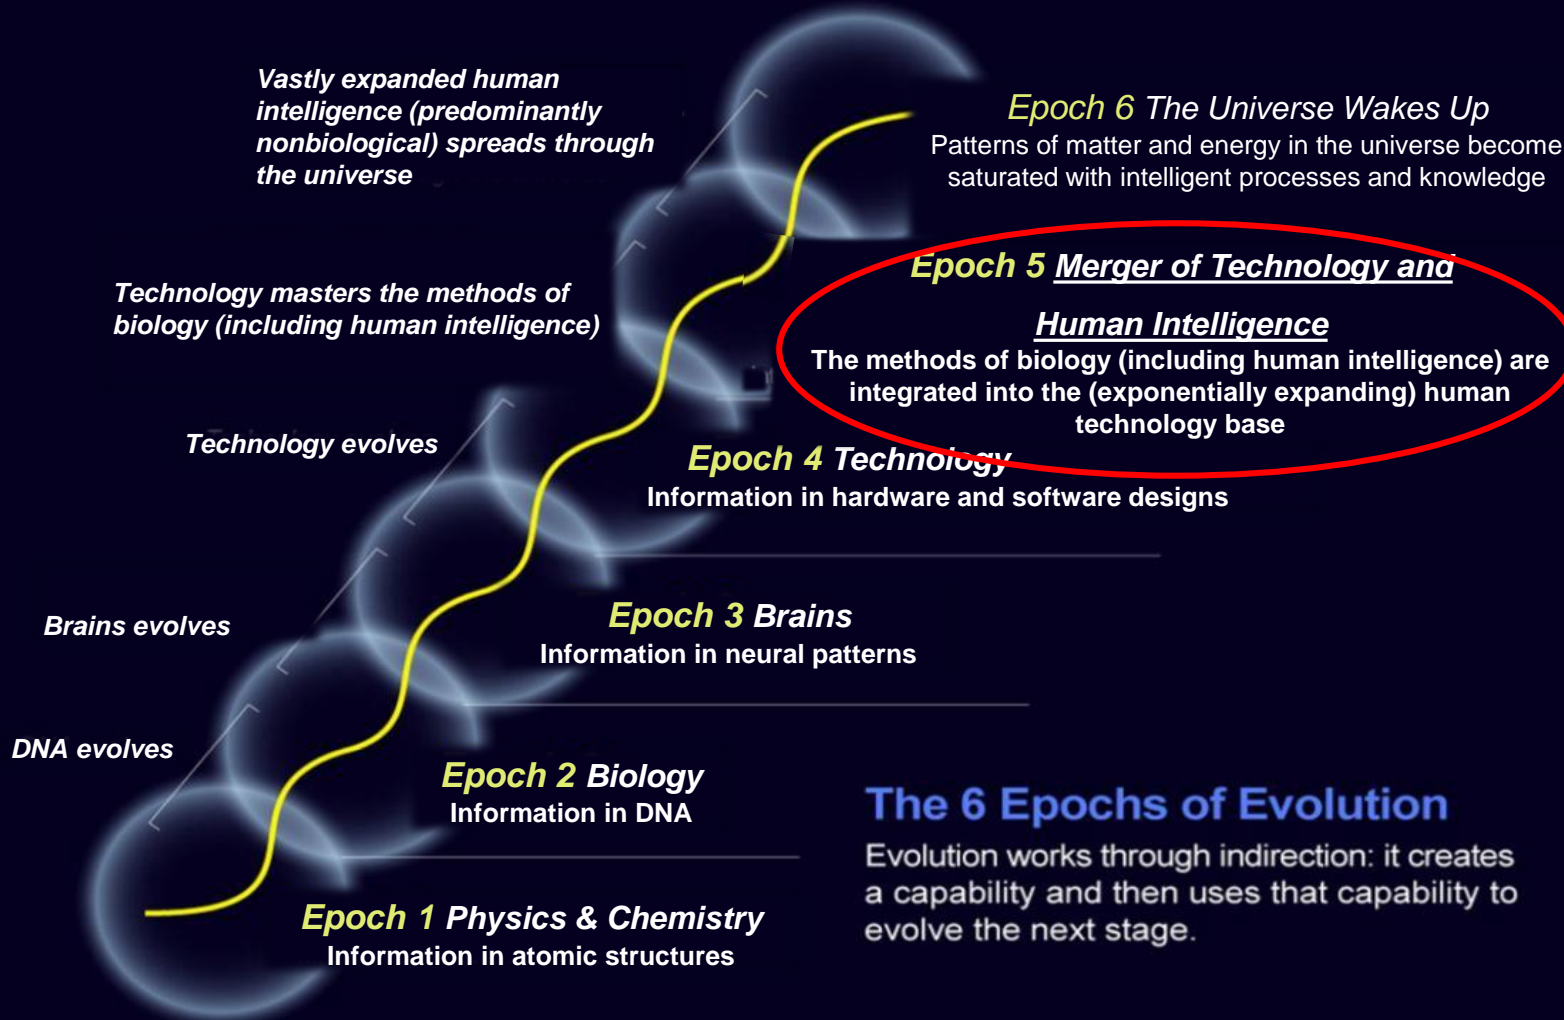 Vastly expanded human
intelligence (predominantly
nonbiological) spreads through
the universe
Epoch 6 The Universe Wakes Up
Patterns of matter and energy in the universe become
saturated with intelligent processes and knowledge
Technology masters the methods of
biology (including human intelligence)
Epoch 5 Merger of Technology and
Human Intelligence
The methods of biology (including human intelligence) are
integrated into the (exponentially expanding) human
technology base
Technology evolves
Epoch 4 Technology
Information in hardware and software designs
Brains evolves
Epoch 3 Brains
Information in neural patterns
DNA evolves
Epoch 2 Biology
Information in DNA
Epoch 1 Physics & Chemistry
Information in atomic structures
The 6 Epochs of Evolution
Evolution works through indirection: it creates
a capability and then uses that capability to
evolve the next stage.